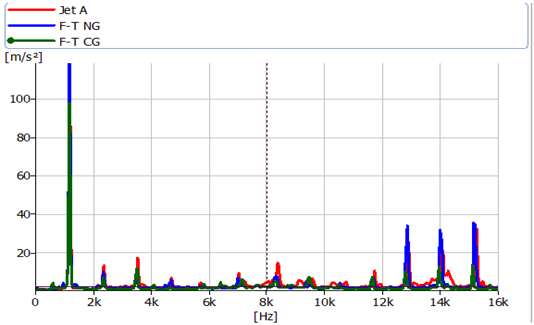 Jet A
F-T NG
F-T CG
[m/s²]
100
80
60
40
20
0 2k 4k 6k 8k 10k 12k 14k 16k
[Hz]